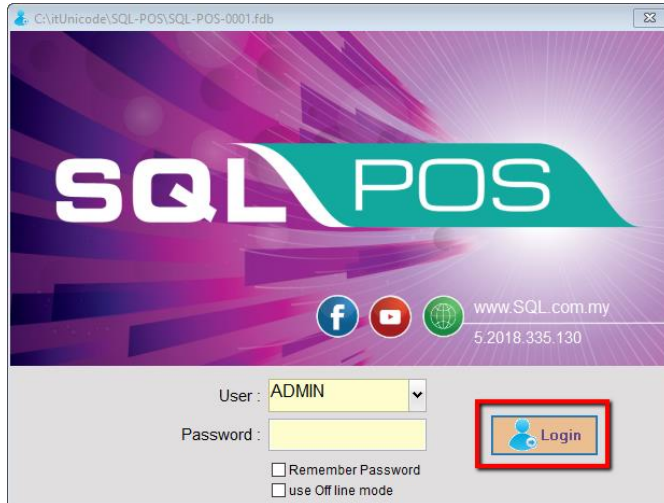 C:\itUnicode\SQL-POS\SQL-POS-0001.fdb
SQL POS
www.SQL.com.my
5.2018.335.130
User : ADMIN
Password :
Login
Remember Password
use Off line mode